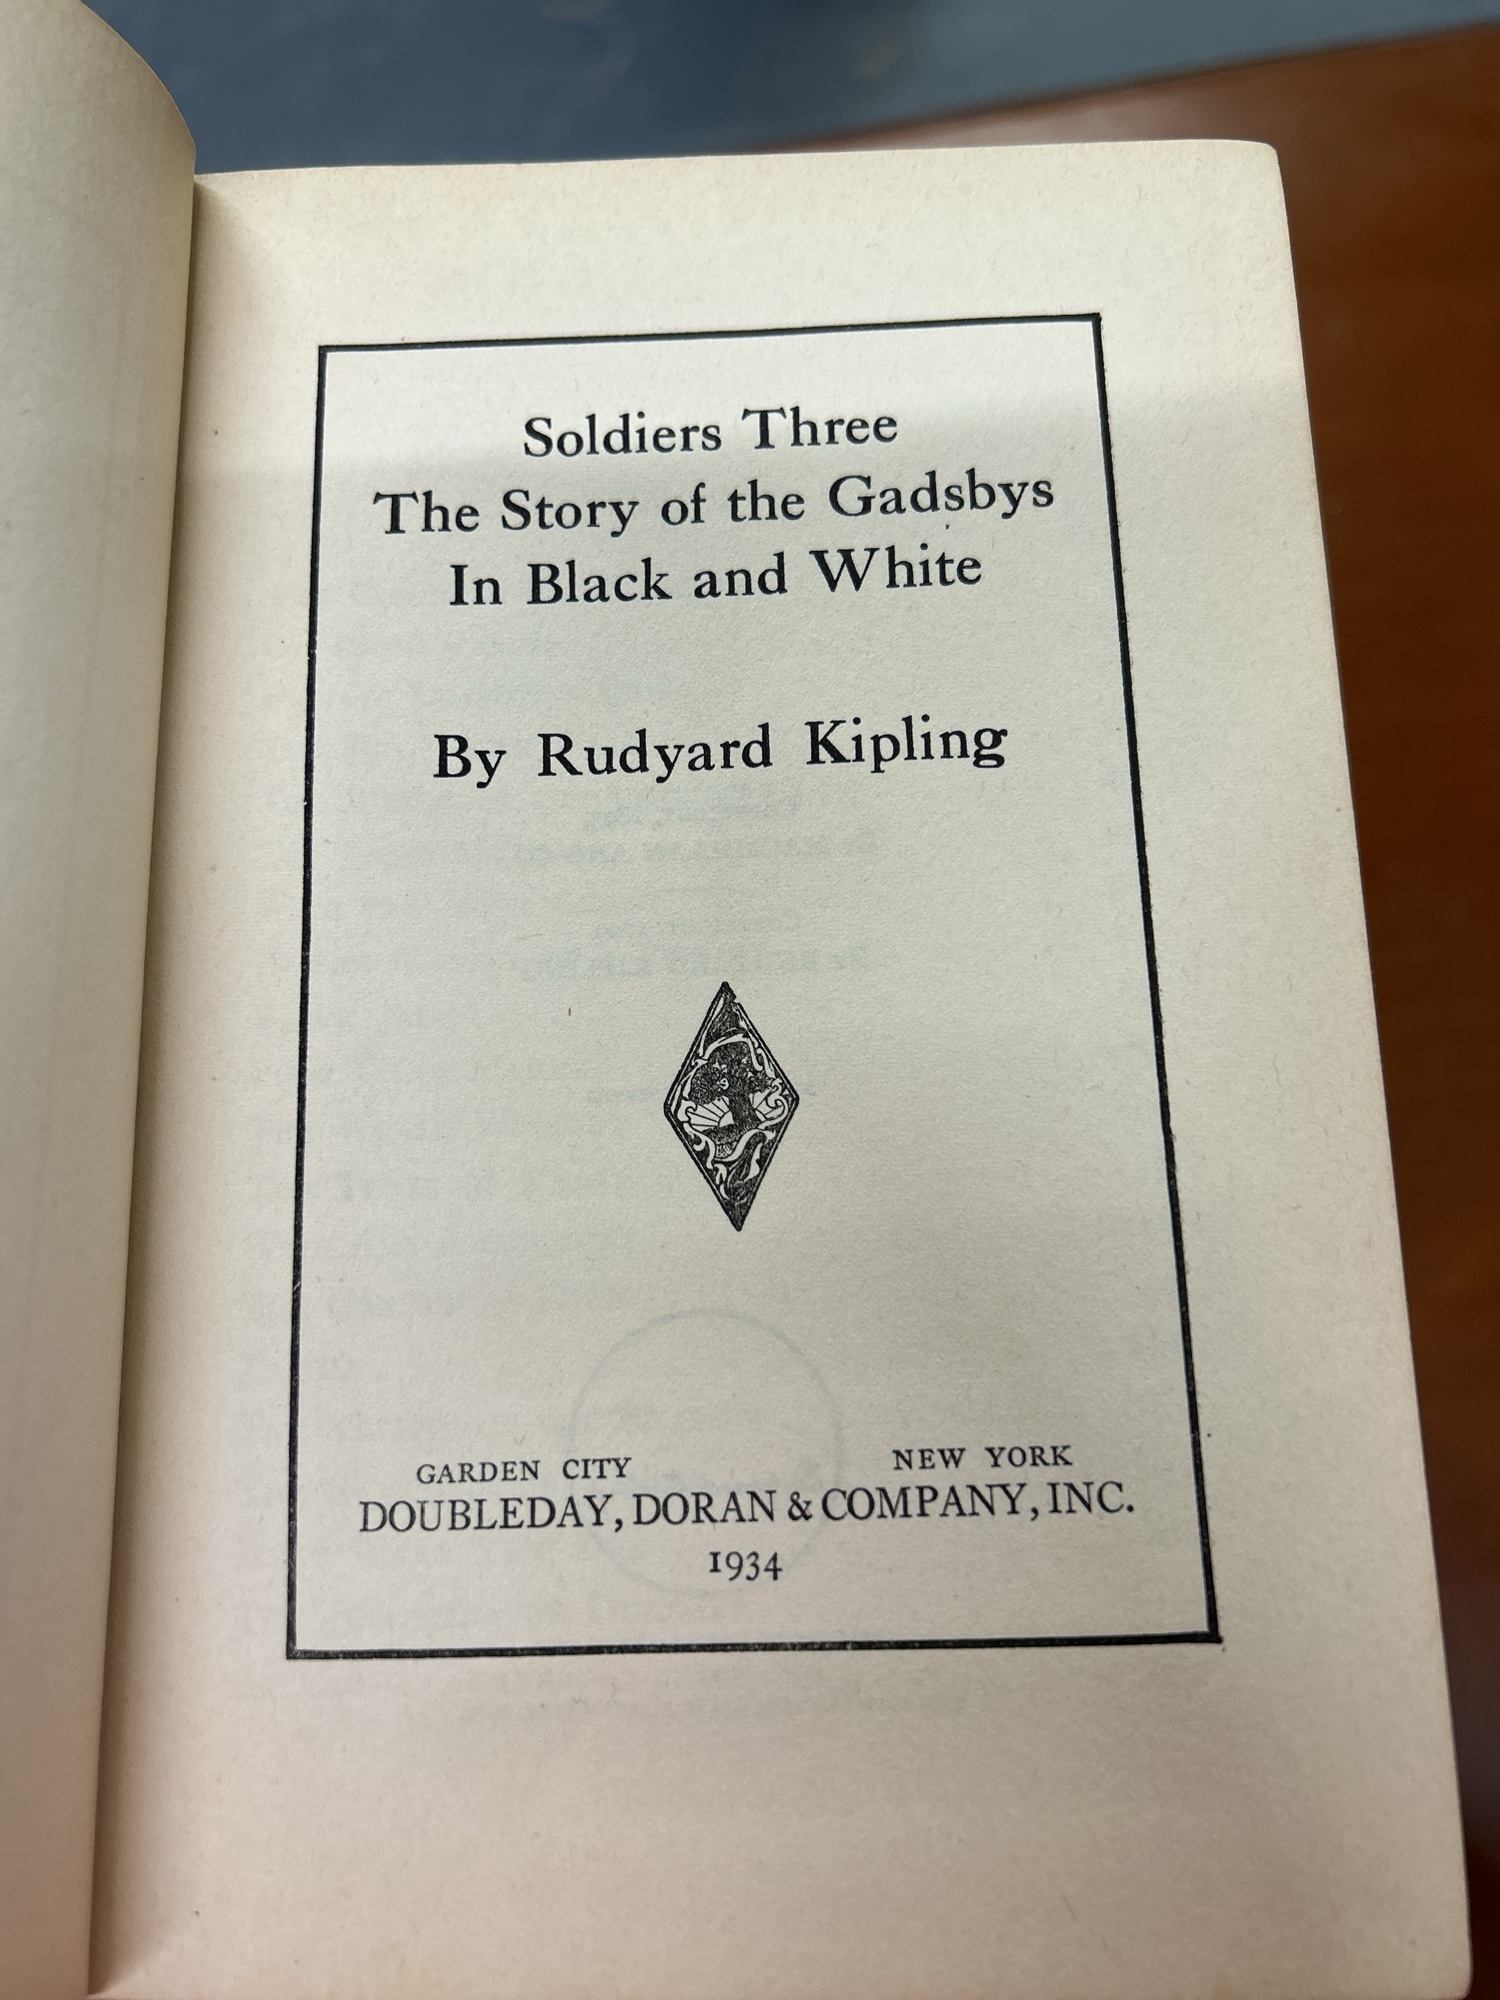 Soldiers Three
The Story of the Gadsbys
In Black and White
By Rudyard Kipling
GARDEN CITY NEW YORK
DOUBLEDAY, DORAN & COMPANY, INC.
1934